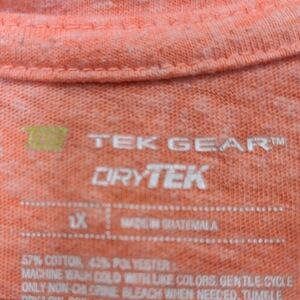 TEK GEAR™
DRYTEK
1X MADE IN GUATEMALA
57% COTTON, 43% POLYESTER
MACHINE WASH COLD WITH LIKE COLORS, GENTLE CYCLE
ONLY NON-CHLORINE BLEACH WHEN NEEDED, TUMBLE